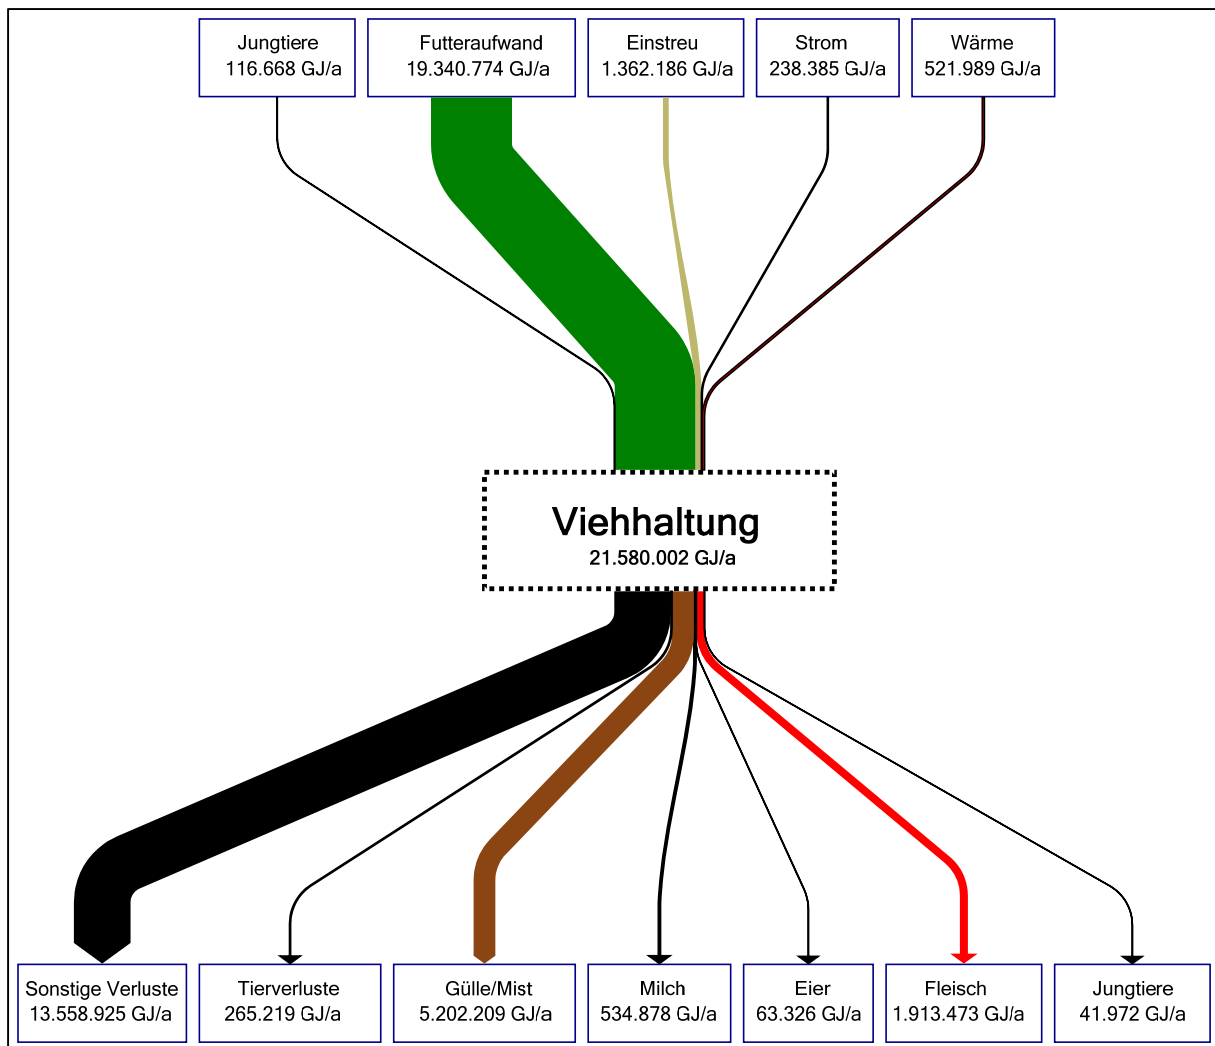 Jungtiere
116.668 GJ/a
Futteraufwand
19.340.774 GJ/a
Einstreu
1.362.186 GJ/a
Strom
238.385 GJ/a
Wärme
521.989 GJ/a
Viehhaltung
21.580.002 GJ/a
Sonstige Verluste
13.558.925 GJ/a
Tierverluste
265.219 GJ/a
Gülle/Mist
5.202.209 GJ/a
Milch
534.878 GJ/a
Eier
63.326 GJ/a
Fleisch
1.913.473 GJ/a
Jungtiere
41.972 GJ/a